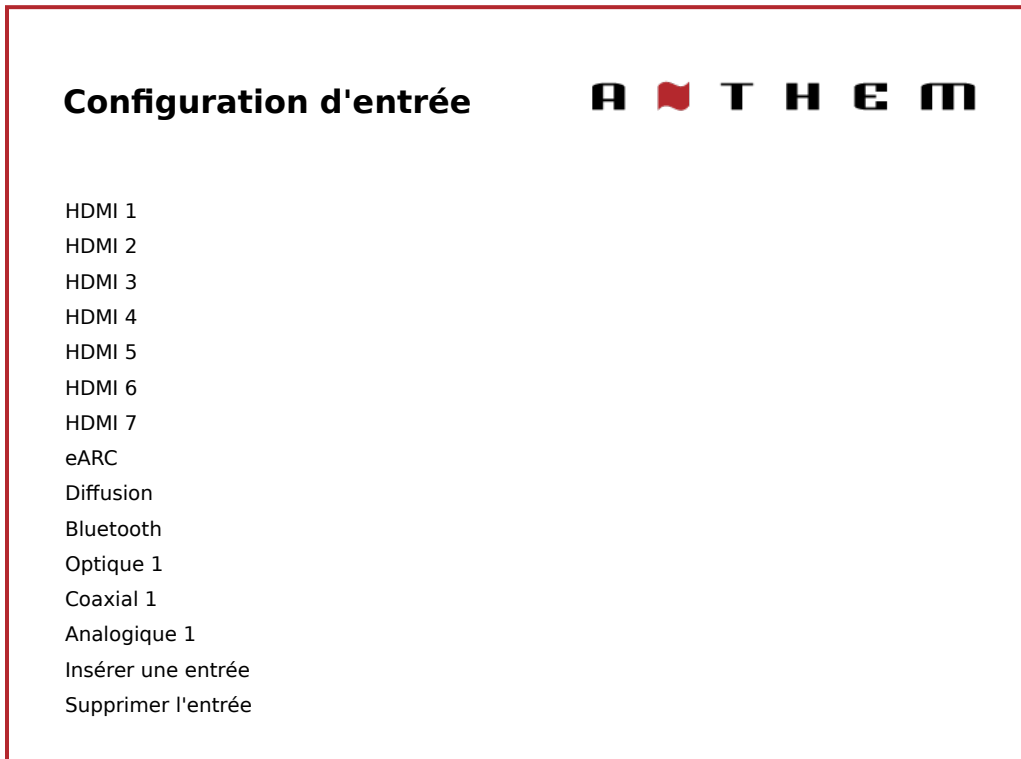 Configuration d'entrée
ANTHEM
HDMI 1
HDMI 2
HDMI 3
HDMI 4
HDMI 5
HDMI 6
HDMI 7
eARC
Diffusion
Bluetooth
Optique 1
Coaxial 1
Analogique 1
Insérer une entrée
Supprimer l'entrée